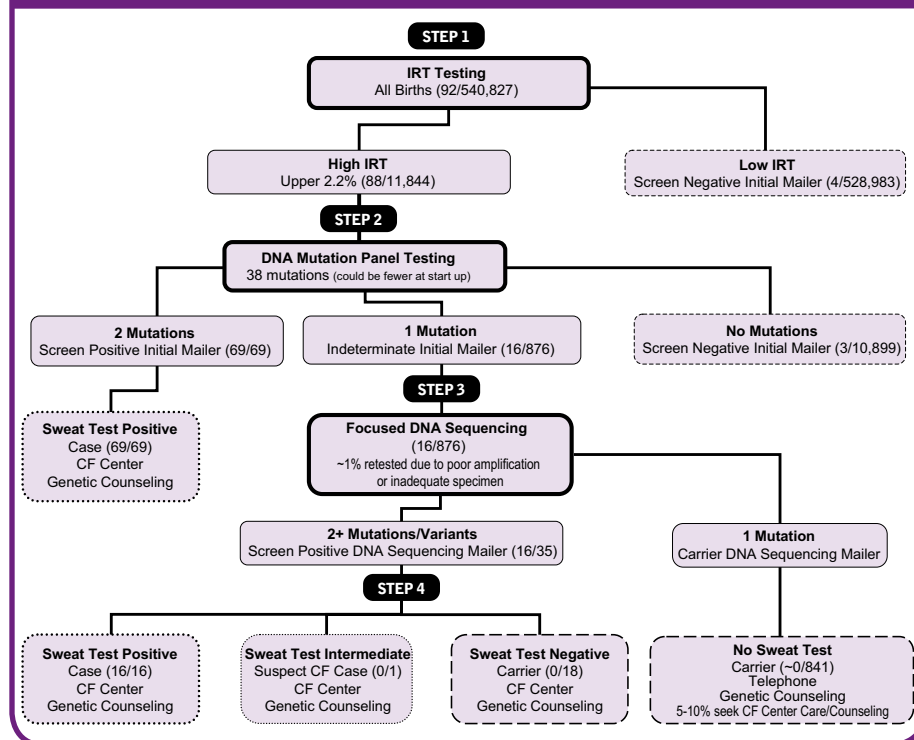 STEP 1
IRT Testing
All Births (92/540,827)
High IRT
Upper 2.2% (88/11,844)
Low IRT
Screen Negative Initial Mailer (4/528,983)
STEP 2
DNA Mutation Panel Testing
38 mutations (could be fewer at start up)
2 Mutations
Screen Positive Initial Mailer (69/69)
1 Mutation
Indeterminate Initial Mailer (16/876)
No Mutations
Screen Negative Initial Mailer (3/10,899)
STEP 3
Sweat Test Positive
Case (69/69)
CF Center
Genetic Counseling
Focused DNA Sequencing
(16/876)
~1% retested due to poor amplification
or inadequate specimen
2+ Mutations/Variants
Screen Positive DNA Sequencing Mailer (16/35)
1 Mutation
Carrier DNA Sequencing Mailer
STEP 4
Sweat Test Positive
Case (16/16)
CF Center
Genetic Counseling
Sweat Test Intermediate
Suspect CF Case (0/1)
CF Center
Genetic Counseling
Sweat Test Negative
Carrier (0/18)
CF Center
Genetic Counseling
No Sweat Test
Carrier (~0/841)
Telephone
Genetic Counseling
5-10% seek CF Center Care/Counseling